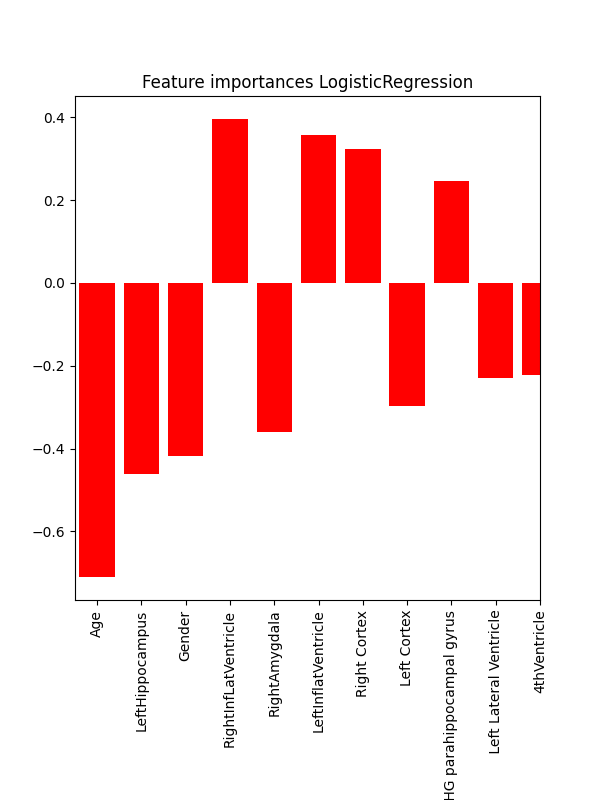 Feature importances LogisticRegression
0.4
0.2
0.0
−0.2
−0.4
−0.6
Age
LeftHippocampus
Gender
RightInfLatVentricle
RightAmygdala
LeftInflatVentricle
Right Cortex
Left Cortex
HG parahippocampal gyrus
Left Lateral Ventricle
4thVentricle